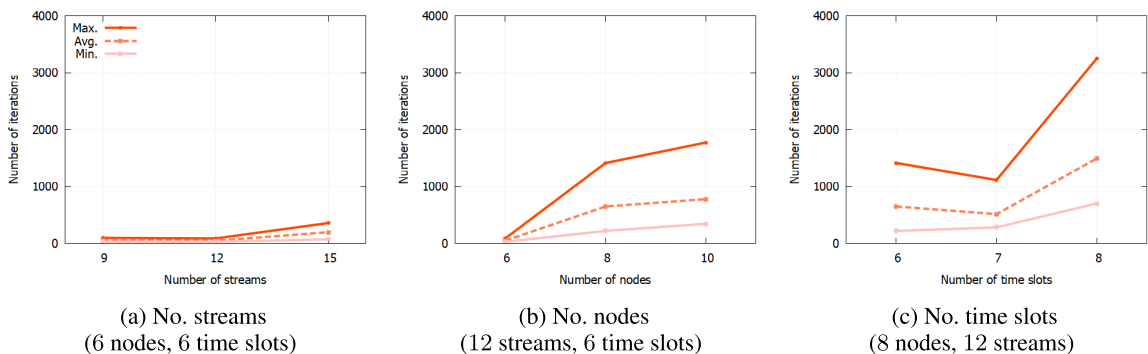 4000
3000
2000
1000
0
Number of iterations
Max.
Avg.
Min.
9
12
15
Number of streams
(a) No. streams
(6 nodes, 6 time slots)
4000
3000
2000
1000
0
Number of iterations
6
8
10
Number of nodes
(b) No. nodes
(12 streams, 6 time slots)
4000
3000
2000
1000
0
Number of iterations
6
7
8
Number of time slots
(c) No. time slots
(8 nodes, 12 streams)